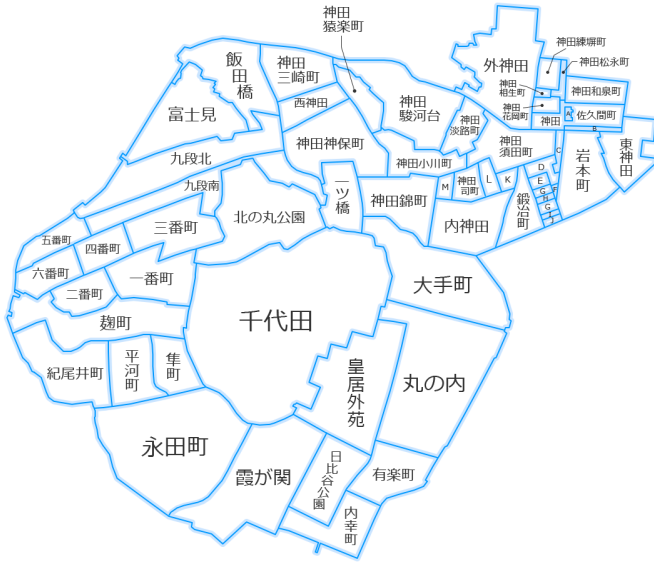 神田
猿楽町
飯田橋
神田
三崎町
外神田
神田練塀町
神田松永町
富士見
西神田
神田
駿河台
神田
相生町
神田和泉町
神田
花岡町
神田
A
佐久間町
B
九段北
神田神保町
神田
淡路町
神田
須田町
C
岩本町
東神田
九段南
一ツ橋
神田小川町
M
神田
司町
L
K
D
E
F
G
H
G
I
J
鍛冶町
五番町
四番町
三番町
北の丸公園
神田錦町
内神田
六番町
二番町
一番町
大手町
麹町
千代田
紀尾井町
平河町
隼町
皇居外苑
丸の内
永田町
霞が関
日比谷公園
有楽町
内幸町